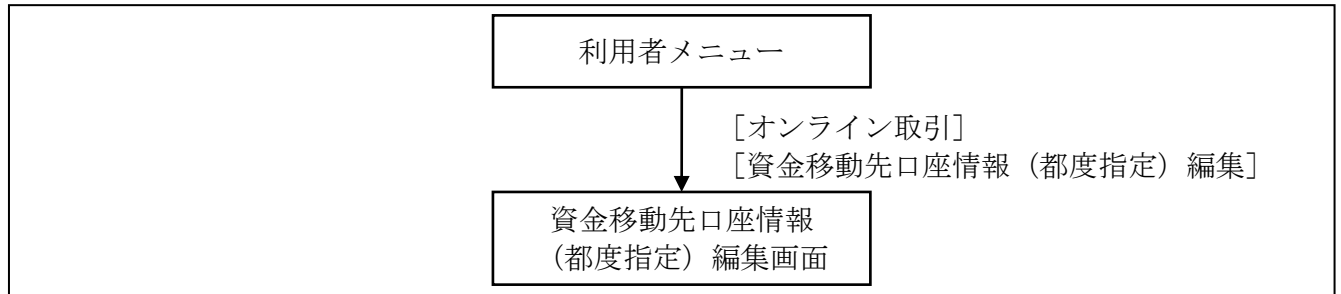 利用者メニュー
［オンライン取引］
［資金移動先口座情報（都度指定）編集］
資金移動先口座情報
（都度指定）編集画面